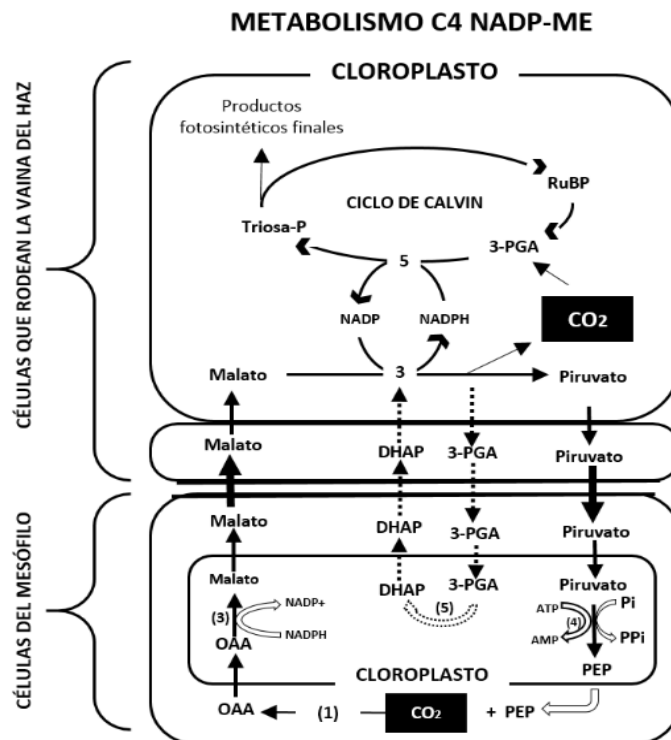 METABOLISMO C4 NADP-ME
CÉLULAS QUE RODEAN LA VAINA DEL HAZ
CLOROPLASTO
Productos
fotosintéticos finales
RuBP
CICLO DE CALVIN
Triosa-P
3-PGA
5
NADP
NADPH
CO2
Malato
3
Piruvato
Malato
DHAP
3-PGA
Piruvato
CÉLULAS DEL MESÓFILO
Malato
DHAP
3-PGA
Piruvato
Malato
DHAP
3-PGA
Piruvato
(3)
NADP+
NADPH
(5)
ATP
(4)
Pi
AMP
PPi
OAA
PEP
CLOROPLASTO
OAA
(1)
CO2
+ PEP